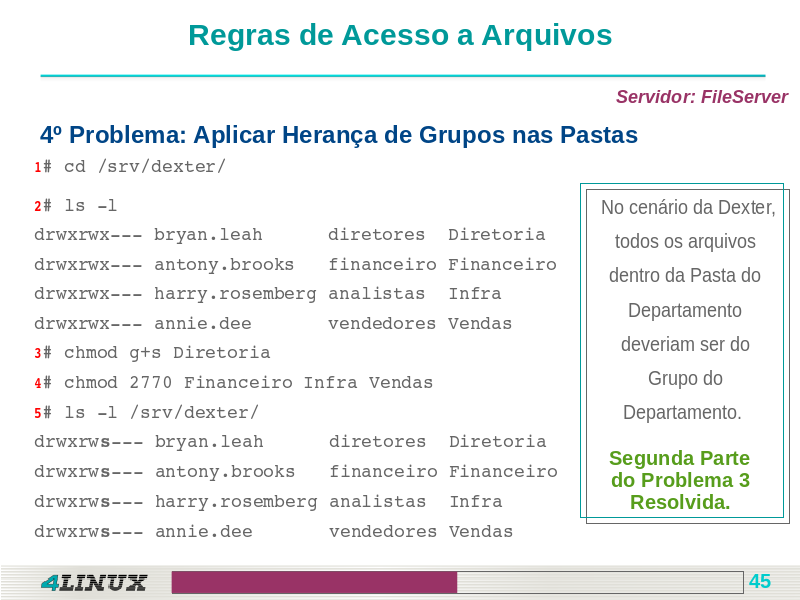 Regras de Acesso a Arquivos
Servidor: FileServer
4º Problema: Aplicar Herança de Grupos nas Pastas
1# cd /srv/dexter/
2# ls -l
drwxrwx--- bryan.leah diretores Diretoria
drwxrwx--- antony.brooks financeiro Financeiro
drwxrwx--- harry.rosemberg analistas Infra
drwxrwx--- annie.dee vendedores Vendas
3# chmod g+s Diretoria
4# chmod 2770 Financeiro Infra Vendas
5# ls -l /srv/dexter/
drwxrws--- bryan.leah diretores Diretoria
drwxrws--- antony.brooks financeiro Financeiro
drwxrws--- harry.rosemberg analistas Infra
drwxrws--- annie.dee vendedores Vendas
No cenário da Dexter,
todos os arquivos
dentro da Pasta do
Departamento
deveriam ser do
Grupo do
Departamento.
Segunda Parte
do Problema 3
Resolvida.
4LINUX
45